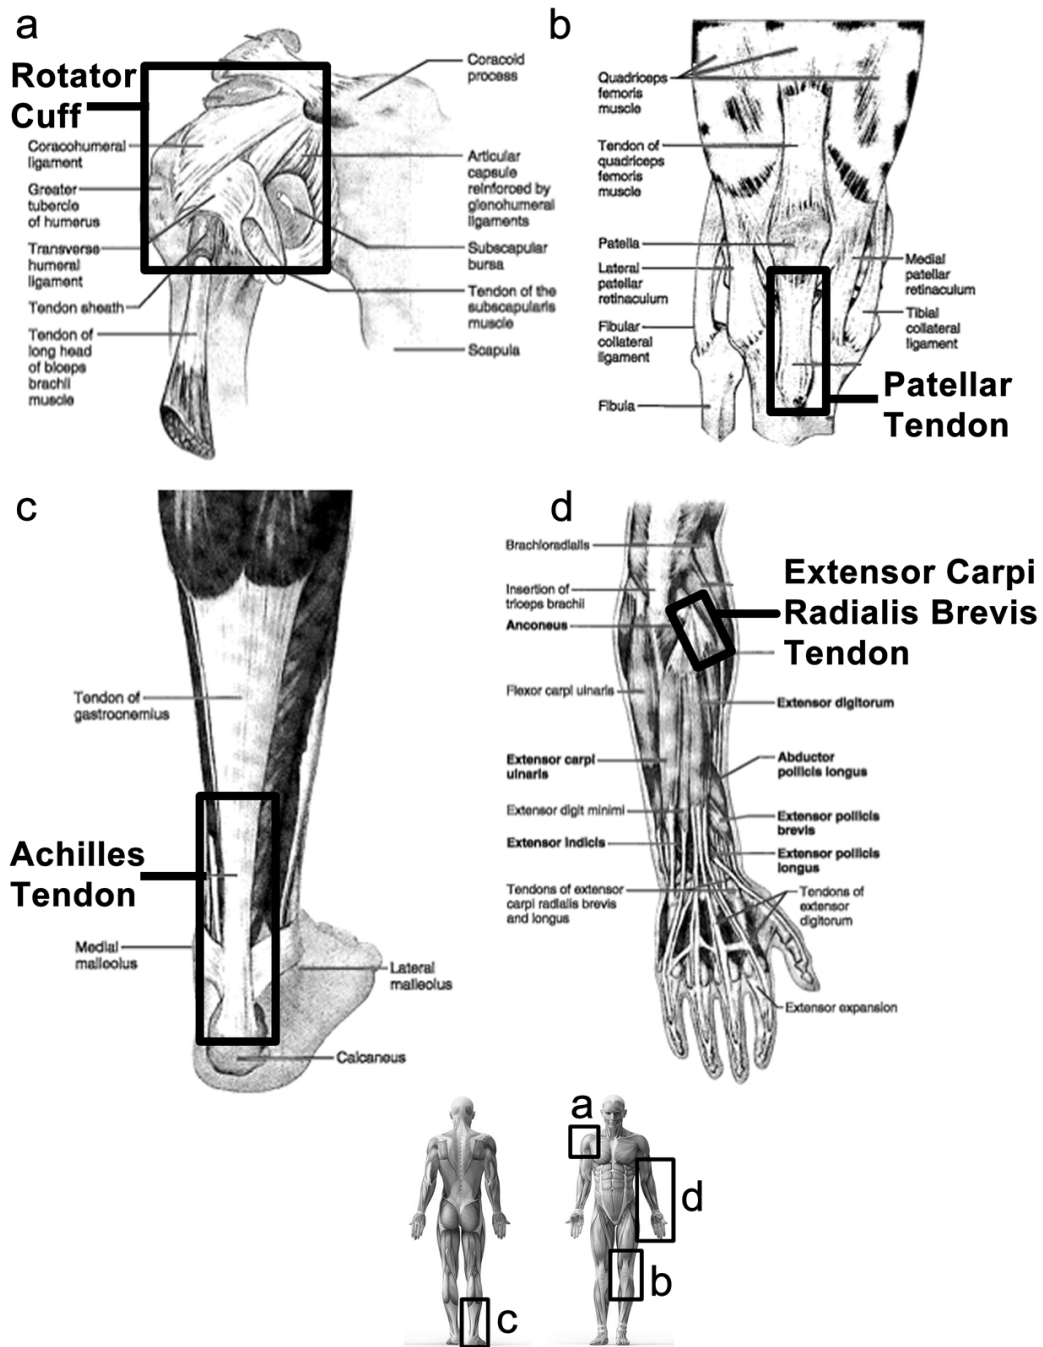 a
Rotator
Cuff
Coracohumeral
ligament
Greater
tubercle
of humerus
Transverse
humeral
ligament
Tendon sheath
Tendon of
long head
of biceps
brachii
muscle
Coracoid
process
Articular
capsule
reinforced by
glenohumeral
ligaments
Subscapular
bursa
Tendon of the
subscapularis
muscle
Scapula
b
Quadriceps
femoris
muscle
Tendon of
quadriceps
femoris
muscle
Patella
Lateral
patellar
retinaculum
Fibular
collateral
ligament
Fibula
Medial
patellar
retinaculum
Tibial
collateral
ligament
Patellar
Tendon
c
Tendon of
gastrocnemius
Achilles
Tendon
Medial
malleolus
Lateral
malleolus
Calcaneus
d
Brachioradialis
Insertion of
triceps brachii
Anconeus
Flexor carpi ulnaris
Extensor carpi
ulnaris
Extensor digit minimi
Extensor indicis
Tendons of extensor
carpi radialis brevis
and longus
Extensor Carpi
Radialis Brevis
Tendon
Extensor digitorum
Abductor
pollicis longus
Extensor pollicis
brevis
Extensor pollicis
longus
Tendons of
extensor
digitorum
Extensor expansion
a
d
b
c